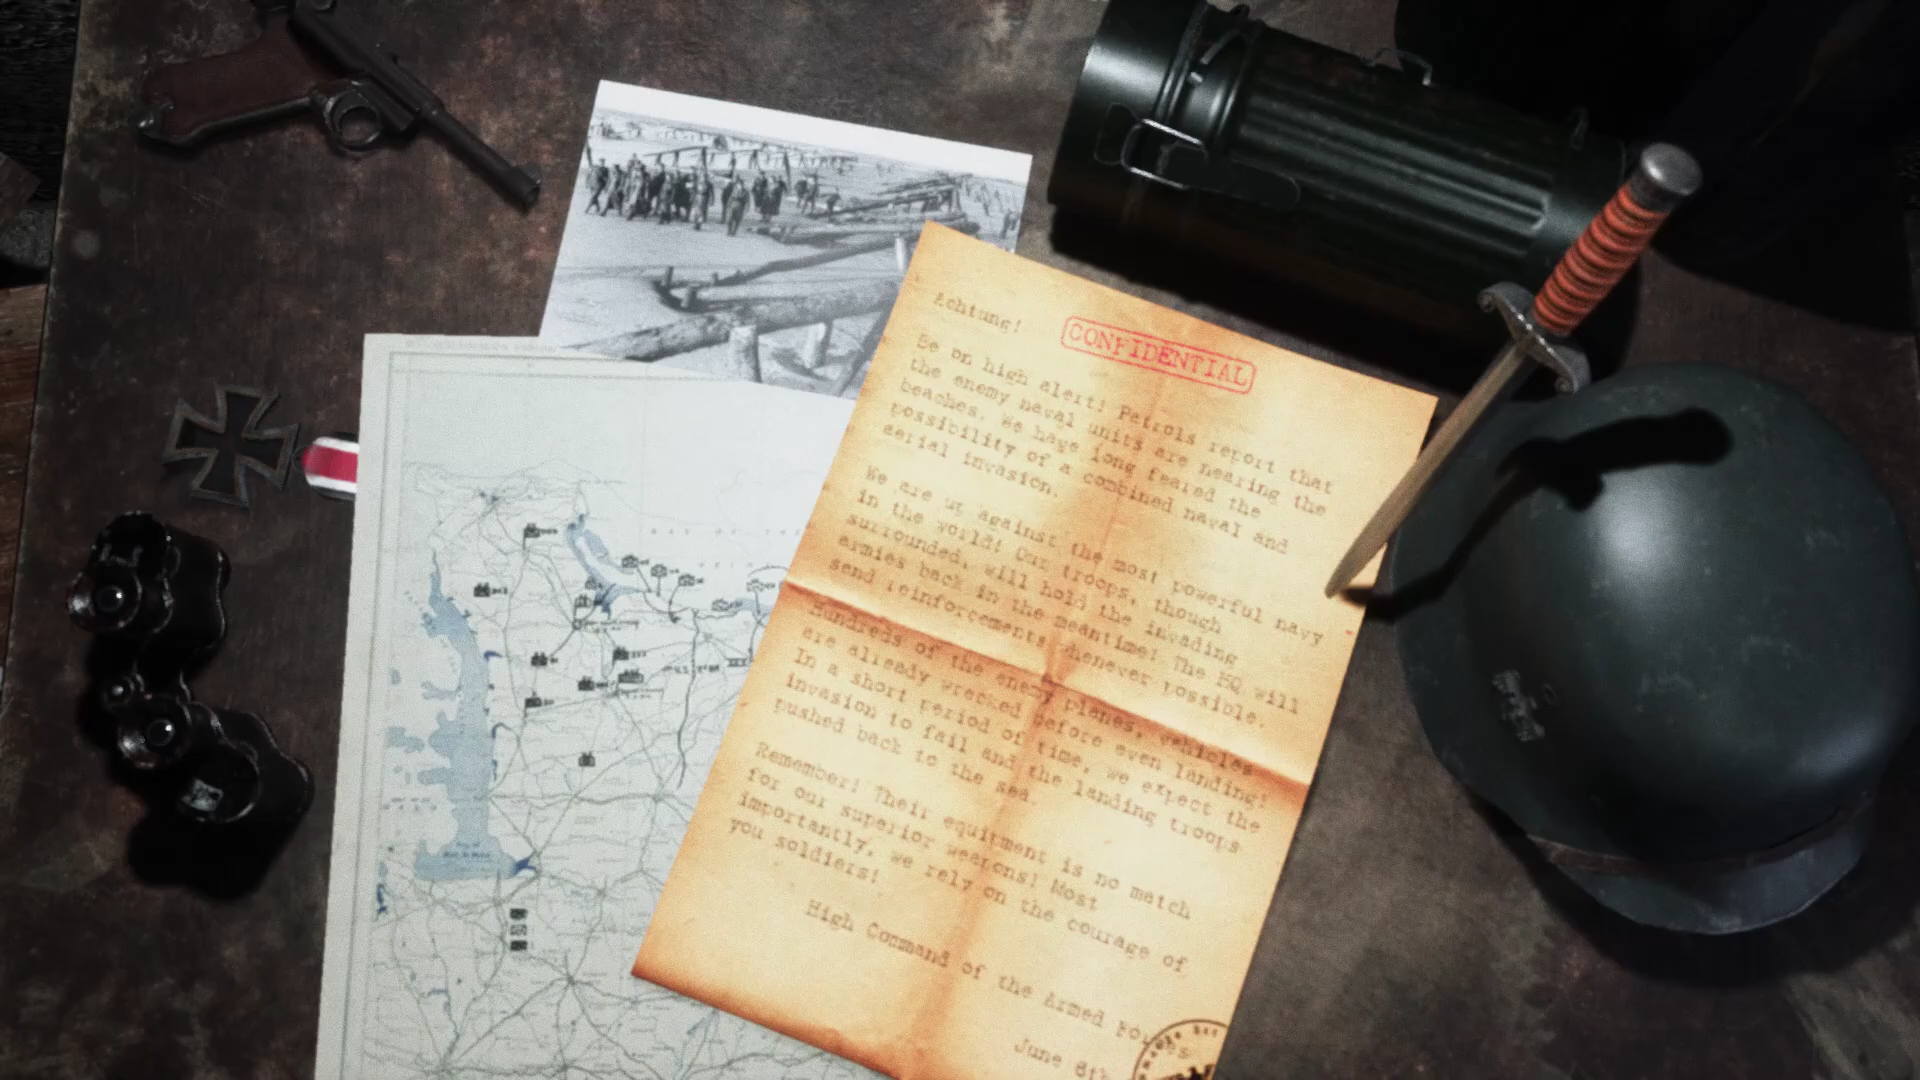 Achtung!
CONFIDENTIAL
Be on high alert! Patrols report that
the enemy naval units are nearing the
beaches. We have long feared the
possibility of a combined naval and
aerial invasion.
We are up against the most powerful navy
in the world! Our troops, though
surrounded, will hold the invading
armies back in the meantime! The HQ will
send reinforcements whenever possible.
Hundreds of the enemy planes, vehicles
are already wrecked before even landing!
In a short period of time, we expect the
invasion to fail and the landing troops
pushed back to the sea.
Remember! Their equipment is no match
for our superior weapons! Most
importantly, we rely on the courage of
you soldiers!
High Command of the Armed Forces
June 6th